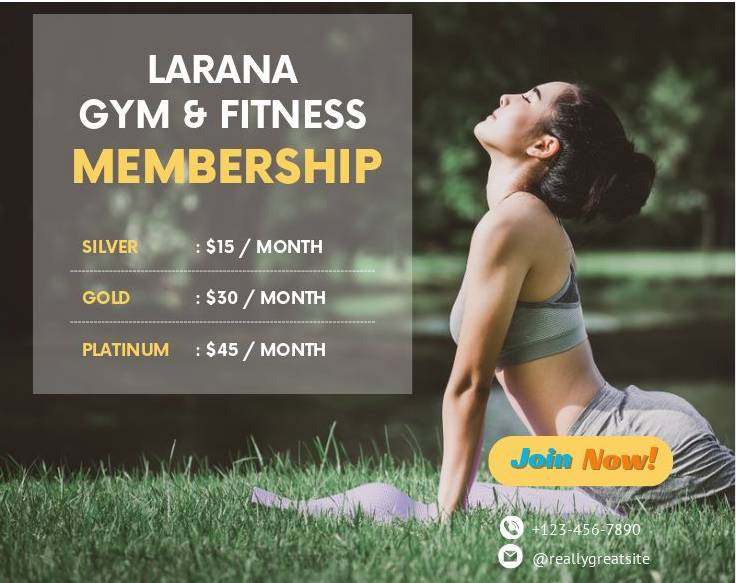 LARANA
GYM & FITNESS
MEMBERSHIP
SILVER : $15 / MONTH
GOLD : $30 / MONTH
PLATINUM : $45 / MONTH
Join Now!
+123-456-7890
@reallygreatsite